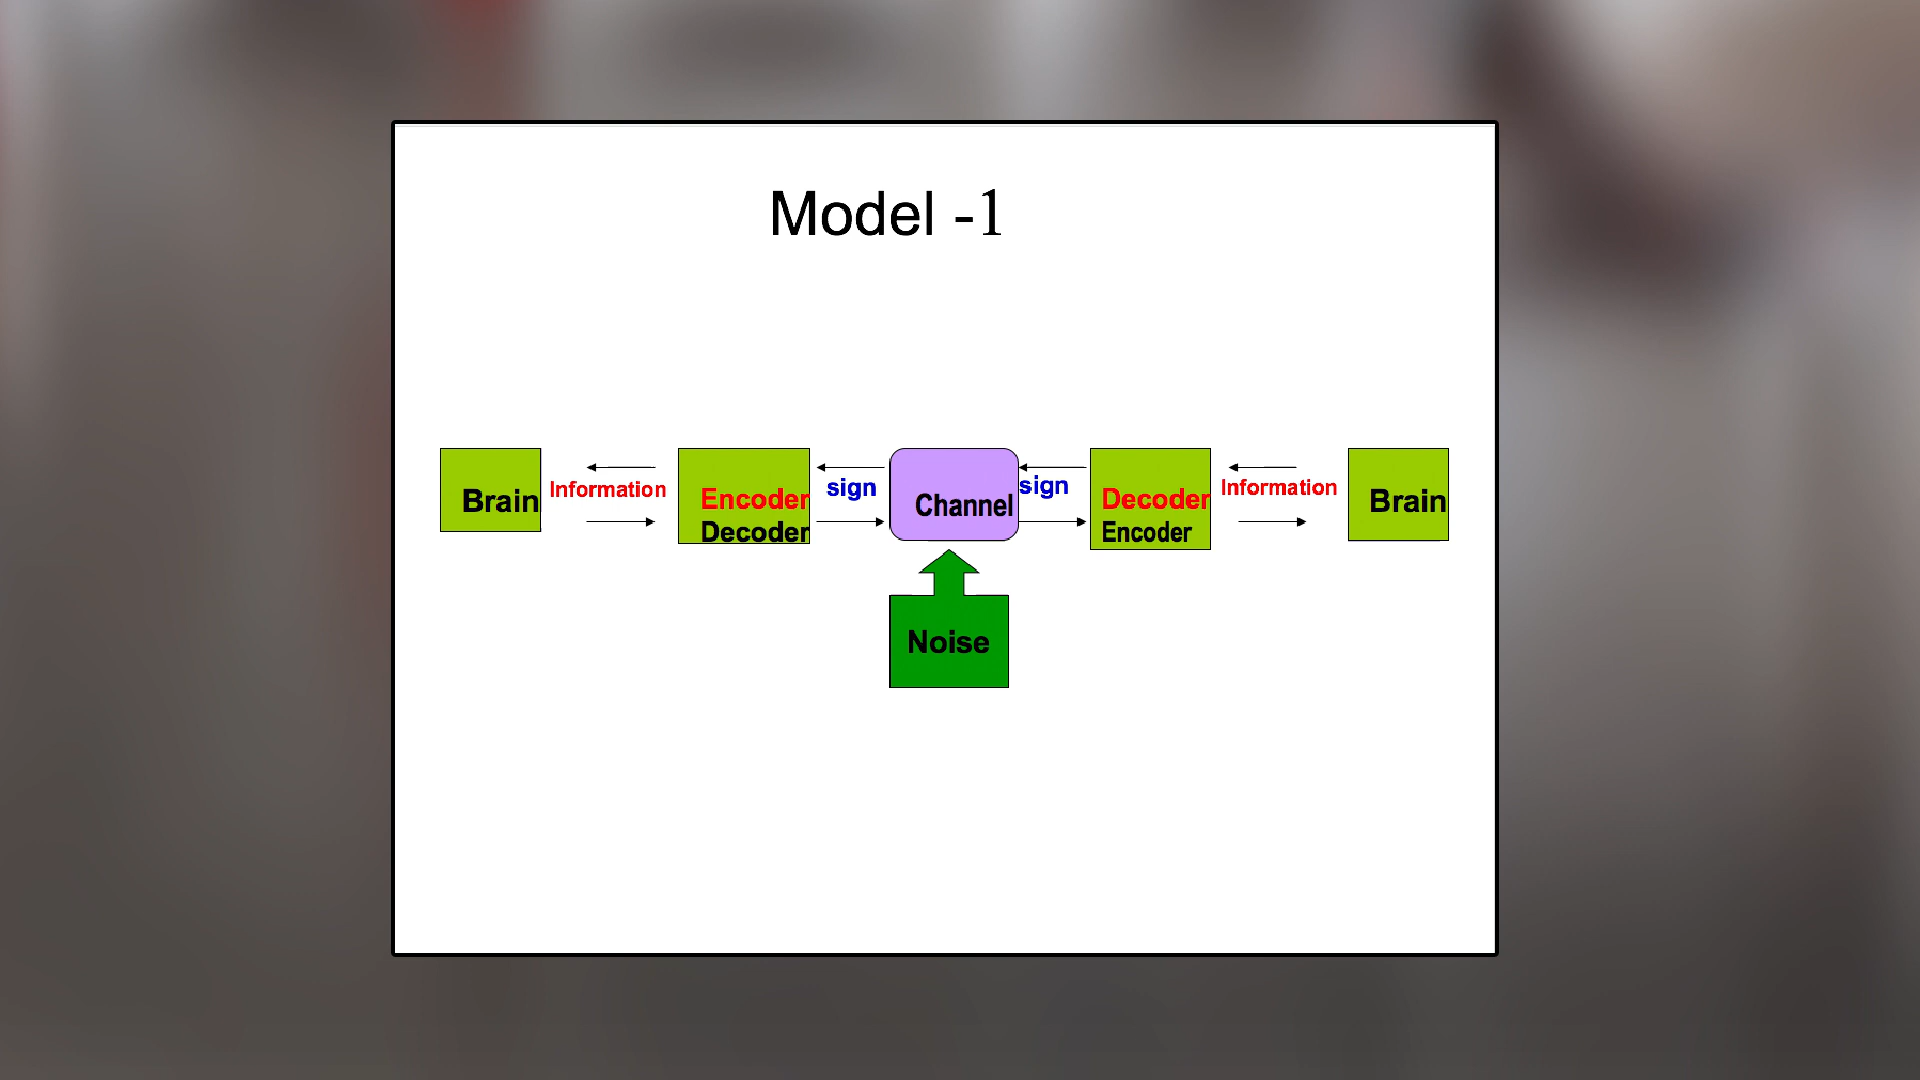 Model -1
Brain
Information
Encoder
Decoder
sign
Channel
sign
Decoder
Encoder
Information
Brain
Noise